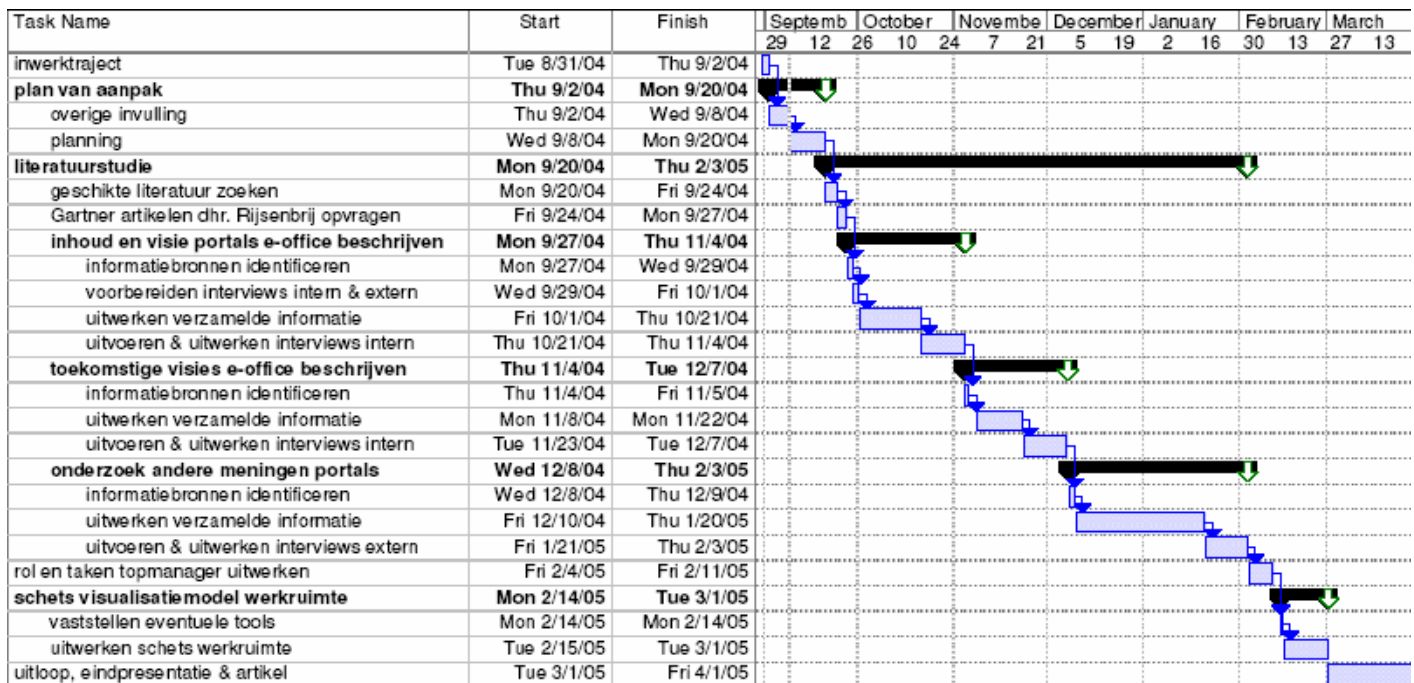 Task Name Start Finish Septemb October Novembe December January February March
29 12 26 10 24 7 21 5 19 2 16 30 13 27 13
inwerktraject Tue 8/31/04 Thu 9/2/04
plan van aanpak Thu 9/2/04 Mon 9/20/04
overige invulling Thu 9/2/04 Wed 9/8/04
planning Wed 9/8/04 Mon 9/20/04
literatuurstudie Mon 9/20/04 Thu 2/3/05
geschikte literatuur zoeken Mon 9/20/04 Fri 9/24/04
Gartner artikelen dhr. Rijsenbrij opvragen Fri 9/24/04 Mon 9/27/04
inhoud en visie portals e-office beschrijven Mon 9/27/04 Thu 11/4/04
informatiebronnen identificeren Mon 9/27/04 Wed 9/29/04
voorbereiden interviews intern & extern Wed 9/29/04 Fri 10/1/04
uitwerken verzamelde informatie Fri 10/1/04 Thu 10/21/04
uitvoeren & uitwerken interviews intern Thu 10/21/04 Thu 11/4/04
toekomstige visies e-office beschrijven Thu 11/4/04 Tue 12/7/04
informatiebronnen identificeren Thu 11/4/04 Fri 11/5/04
uitwerken verzamelde informatie Mon 11/8/04 Mon 11/22/04
uitvoeren & uitwerken interviews intern Tue 11/23/04 Tue 12/7/04
onderzoek andere meningen portals Wed 12/8/04 Thu 2/3/05
informatiebronnen identificeren Wed 12/8/04 Thu 12/9/04
uitwerken verzamelde informatie Fri 12/10/04 Thu 1/20/05
uitvoeren & uitwerken interviews extern Fri 1/21/05 Thu 2/3/05
rol en taken topmanager uitwerken Fri 2/4/05 Fri 2/11/05
schets visualisatiemodel werkruimte Mon 2/14/05 Tue 3/1/05
vaststellen eventuele tools Mon 2/14/05 Mon 2/14/05
uitwerken schets werkruimte Tue 2/15/05 Tue 3/1/05
uitloop, eindpresentatie & artikel Tue 3/1/05 Fri 4/1/05